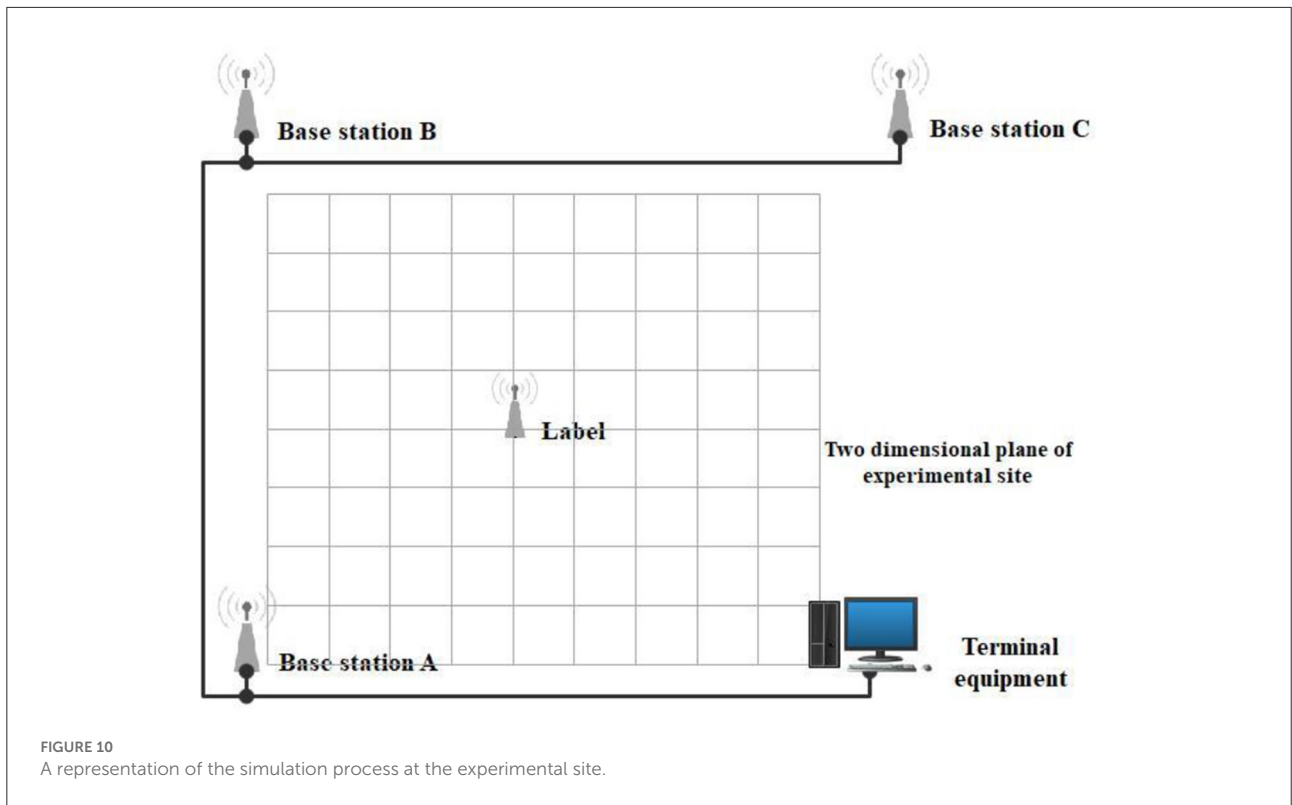 Base station B
Base station C
Label
Two dimensional plane of
experimental site
Base station A
Terminal
equipment
FIGURE 10
A representation of the simulation process at the experimental site.